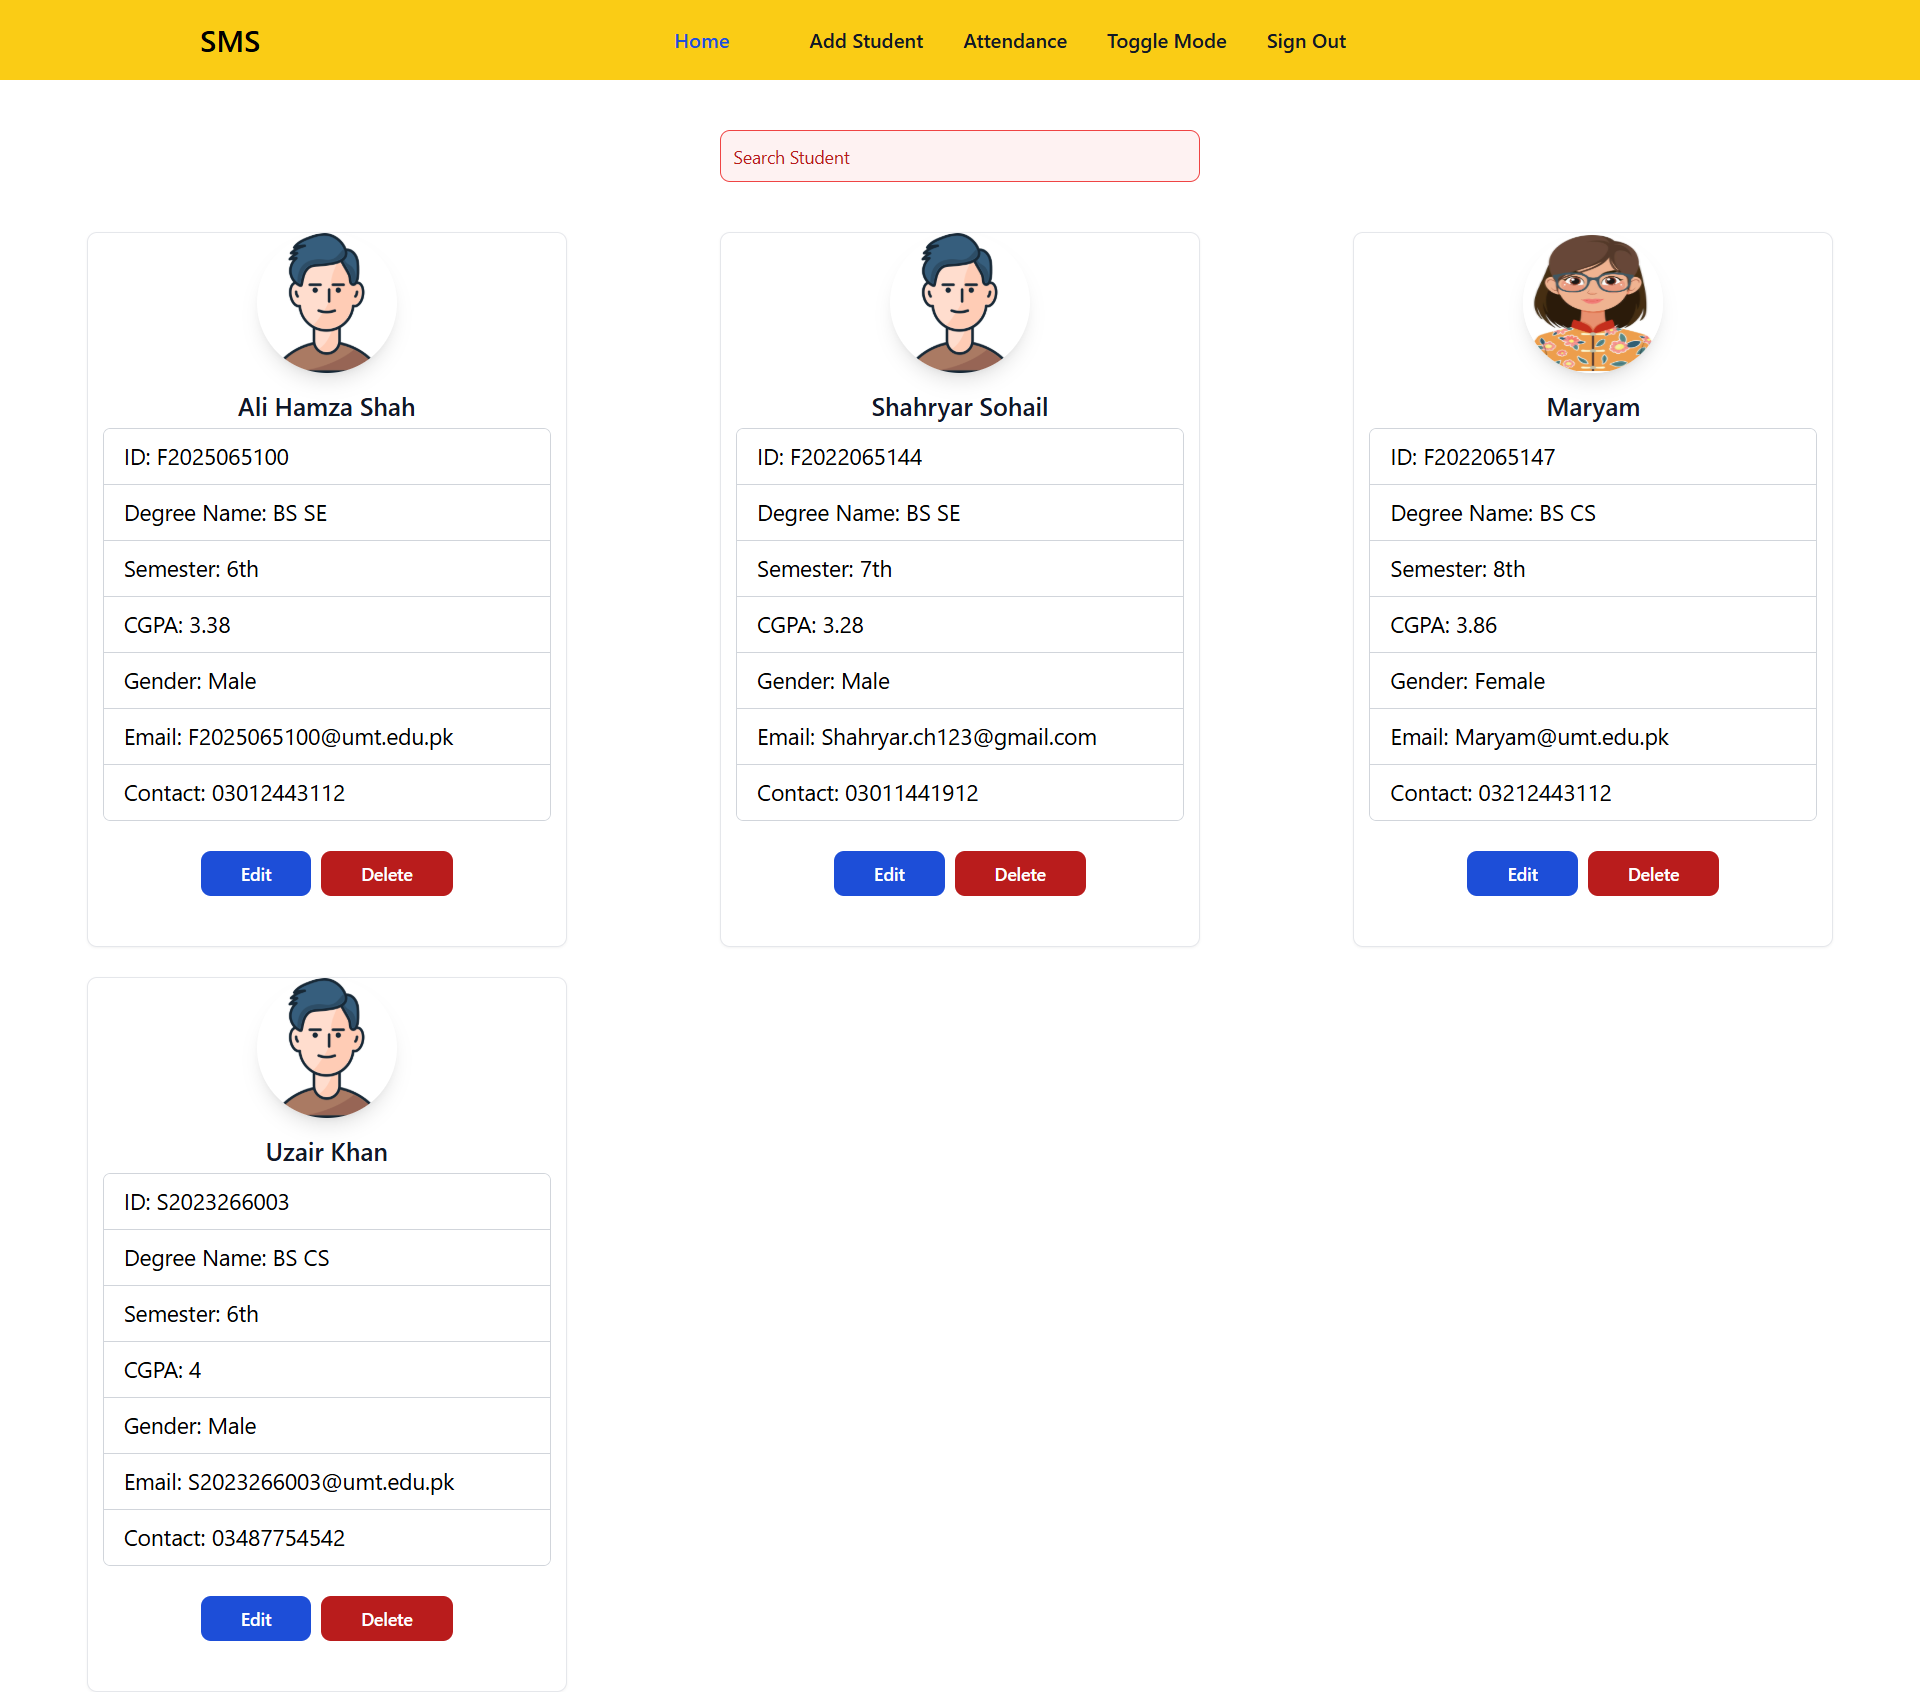 SMS
Home
Add Student
Attendance
Toggle Mode
Sign Out
Search Student
Ali Hamza Shah
ID: F2025065100
Degree Name: BS SE
Semester: 6th
CGPA: 3.38
Gender: Male
Email: F2025065100@umt.edu.pk
Contact: 03012443112
Edit
Delete
Shahryar Sohail
ID: F2022065144
Degree Name: BS SE
Semester: 7th
CGPA: 3.28
Gender: Male
Email: Shahryar.ch123@gmail.com
Contact: 03011441912
Edit
Delete
Maryam
ID: F2022065147
Degree Name: BS CS
Semester: 8th
CGPA: 3.86
Gender: Female
Email: Maryam@umt.edu.pk
Contact: 03212443112
Edit
Delete
Uzair Khan
ID: S2023266003
Degree Name: BS CS
Semester: 6th
CGPA: 4
Gender: Male
Email: S2023266003@umt.edu.pk
Contact: 03487754542
Edit
Delete